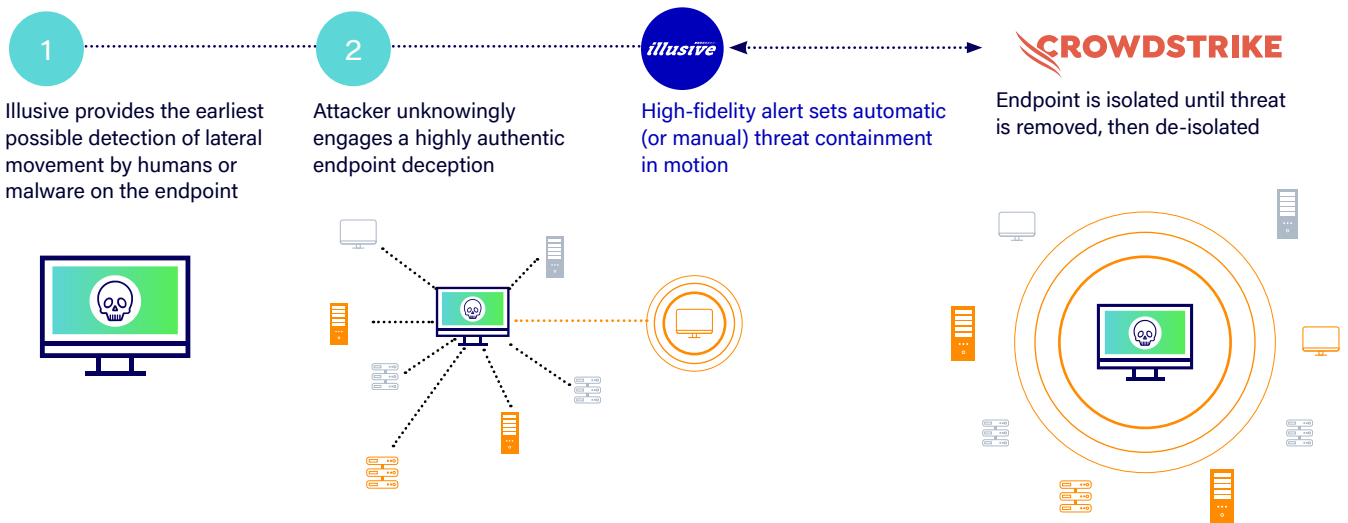 1
Illusive provides the earliest
possible detection of lateral
movement by humans or
malware on the endpoint
2
Attacker unknowingly
engages a highly authentic
endpoint deception
illusive
High-fidelity alert sets automatic
(or manual) threat containment
in motion
CROWDSTRIKE
Endpoint is isolated until threat
is removed, then de-isolated